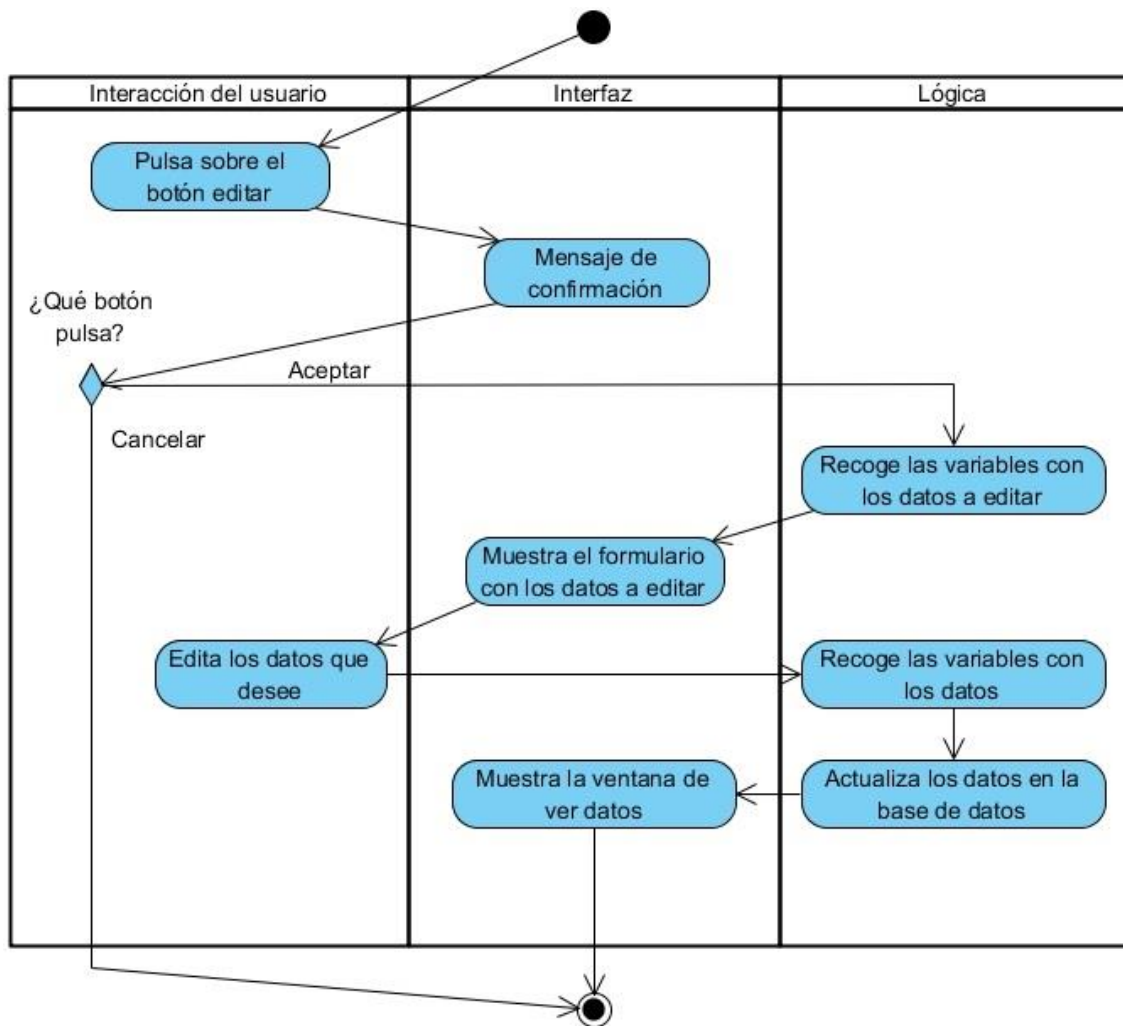 Interacción del usuario
Interfaz
Lógica
Pulsa sobre el
botón editar
Mensaje de
confirmación
¿Qué botón
pulsa?
Aceptar
Cancelar
Recoge las variables con
los datos a editar
Muestra el formulario
con los datos a editar
Edita los datos que
desee
Recoge las variables con
los datos
Muestra la ventana de
ver datos
Actualiza los datos en la
base de datos